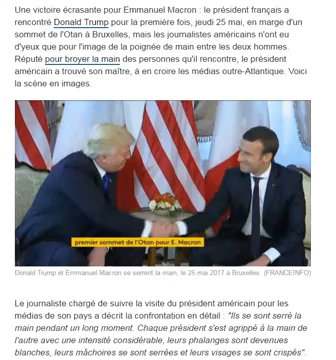 Une victoire écrasante pour Emmanuel Macron : le président français a
rencontré Donald Trump pour la première fois, jeudi 25 mai, en marge d'un
sommet de l'Otan à Bruxelles, mais les journalistes américains n'ont eu
d'yeux que pour l'image de la poignée de main entre les deux hommes.
Réputé pour broyer la main des personnes qu'il rencontre, le président
américain a trouvé son maître, à en croire les médias outre-Atlantique. Voici
la scène en images.
premier sommet de l'Otan pour E. Macron
Donald Trump et Emmanuel Macron se serrent la main, le 25 mai 2017 à Bruxelles. (FRANCEINFO)
Le journaliste chargé de suivre la visite du président américain pour les
médias de son pays a décrit la confrontation en détail : "Ils se sont serré la
main pendant un long moment. Chaque président s'est agrippé à la main de
l'autre avec une intensité considérable, leurs phalanges sont devenues
blanches, leurs mâchoires se sont serrées et leurs visages se sont crispés".